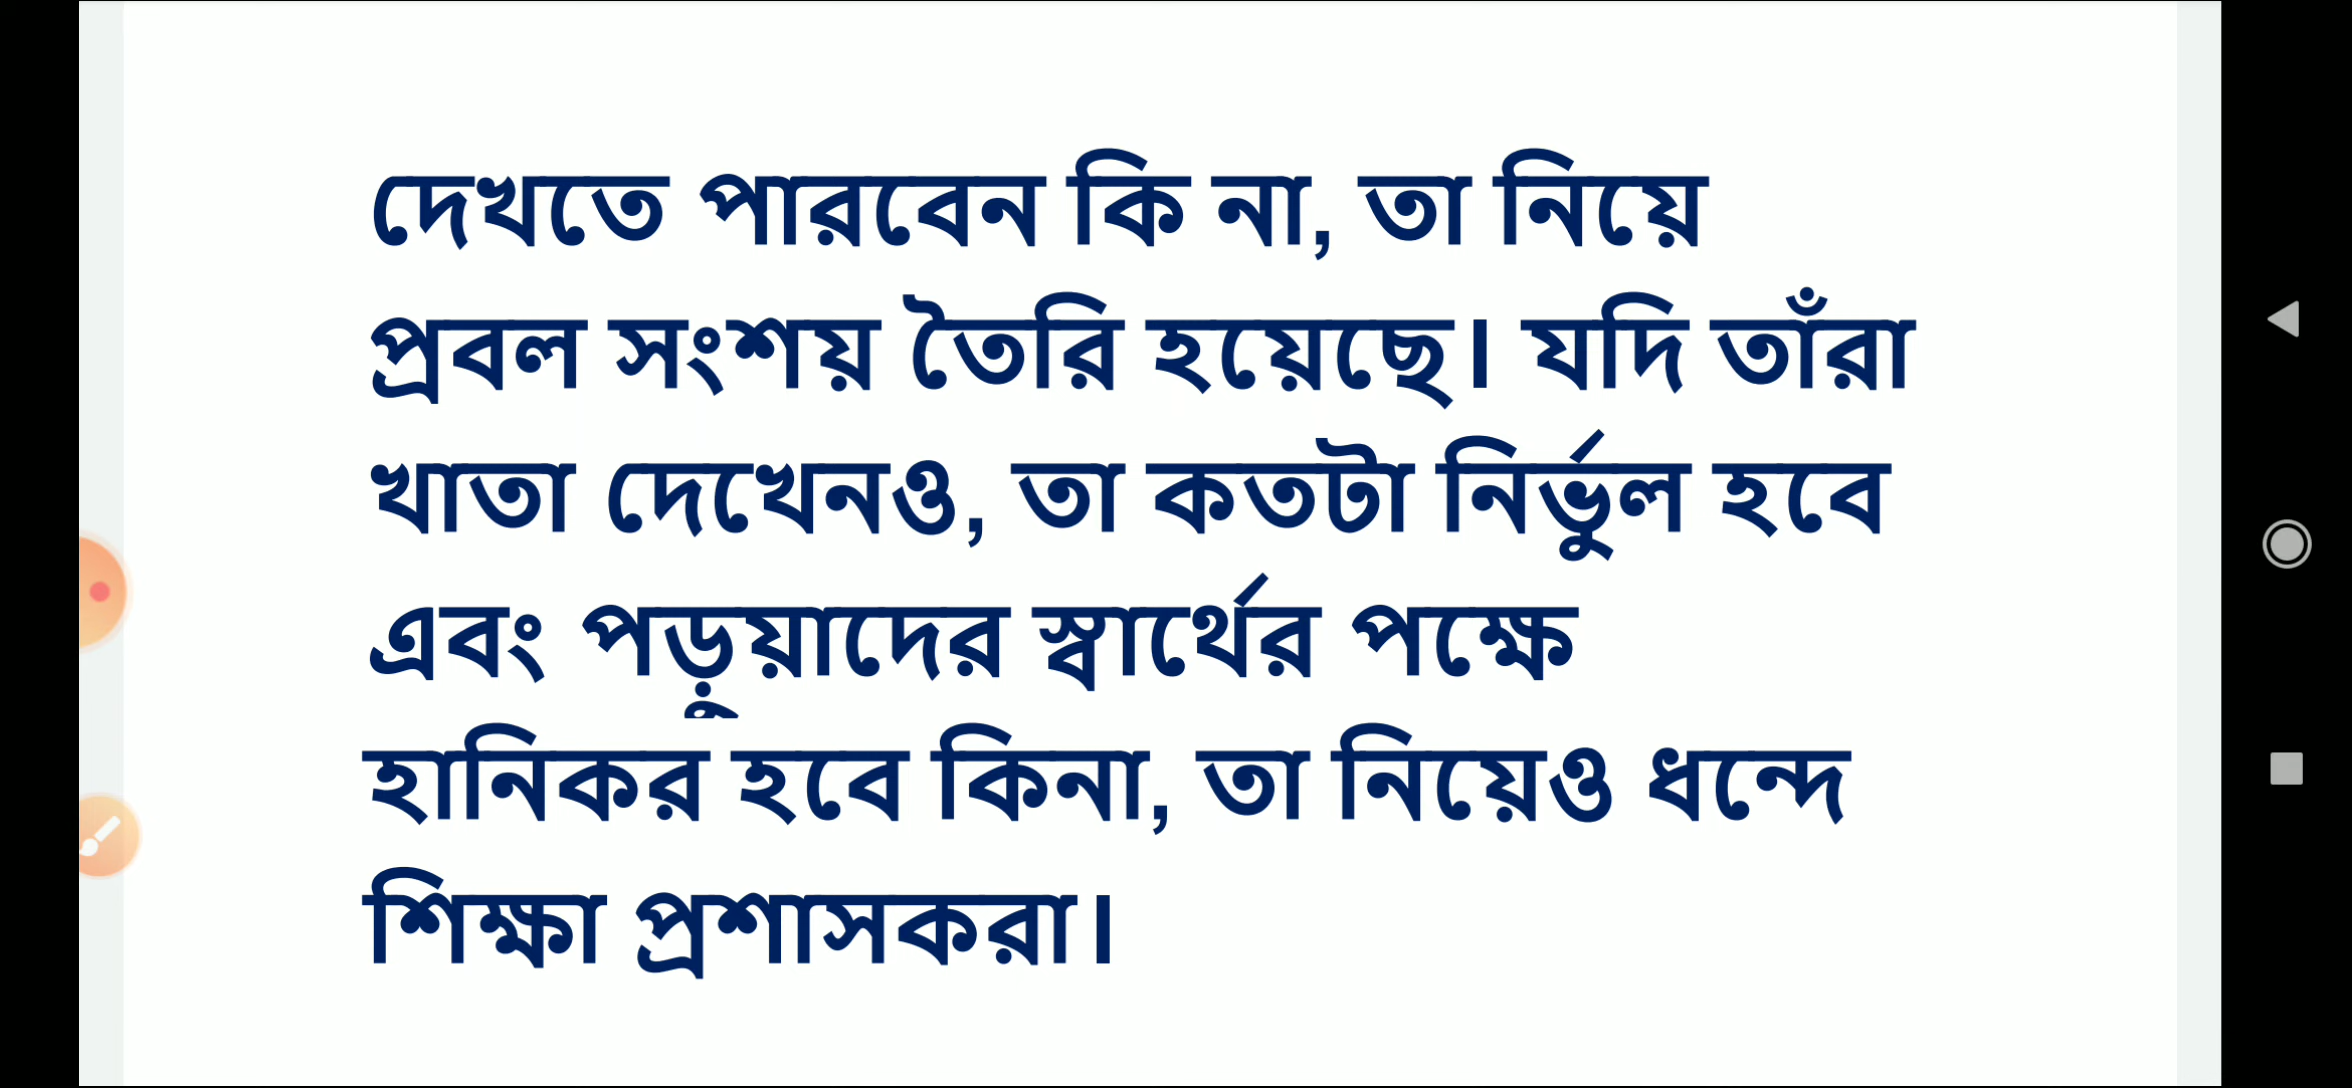 দেখতে পারবেন কি না, তা নিয়ে
প্রবল সংশয় তৈরি হয়েছে। যদি তাঁরা
খাতা দেখেনও, তা কতটা নির্ভুল হবে
এবং পড়ুয়াদের স্বার্থের পক্ষে
হানিকর হবে কিনা, তা নিয়েও ধন্দে
শিক্ষা প্রশাসকরা।